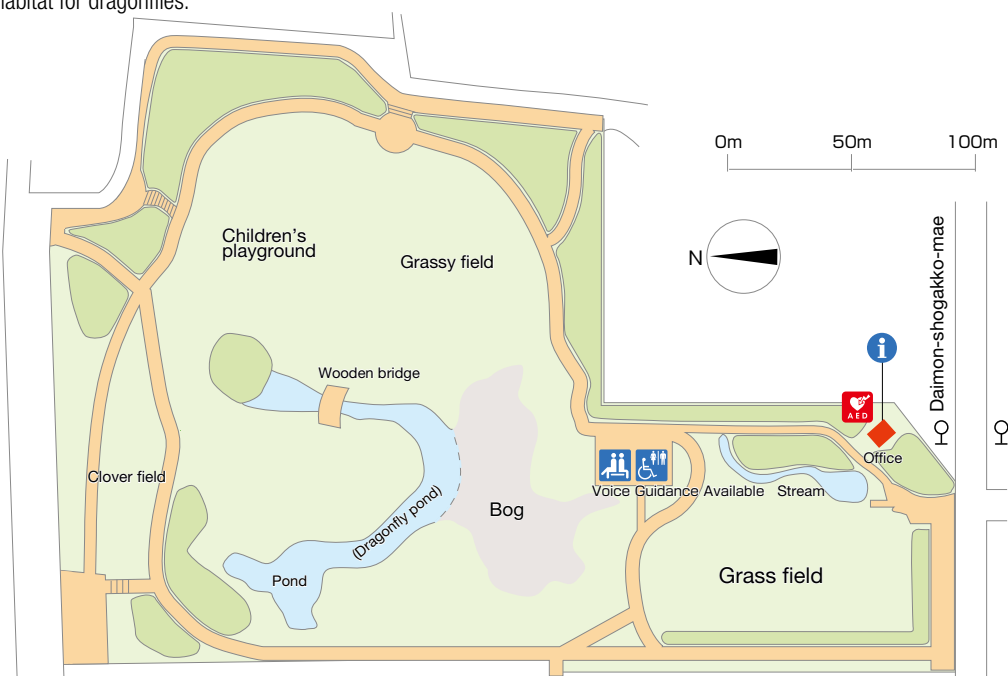 habitat for dragonflies.
0m 50m 100m
N
Daimon-shogakko-mae
Children's
playground
Grassy field
i
Wooden bridge
AED
Office
Clover field
Voice Guidance Available
Stream
(Dragonfly pond)
Bog
Pond
Grass field